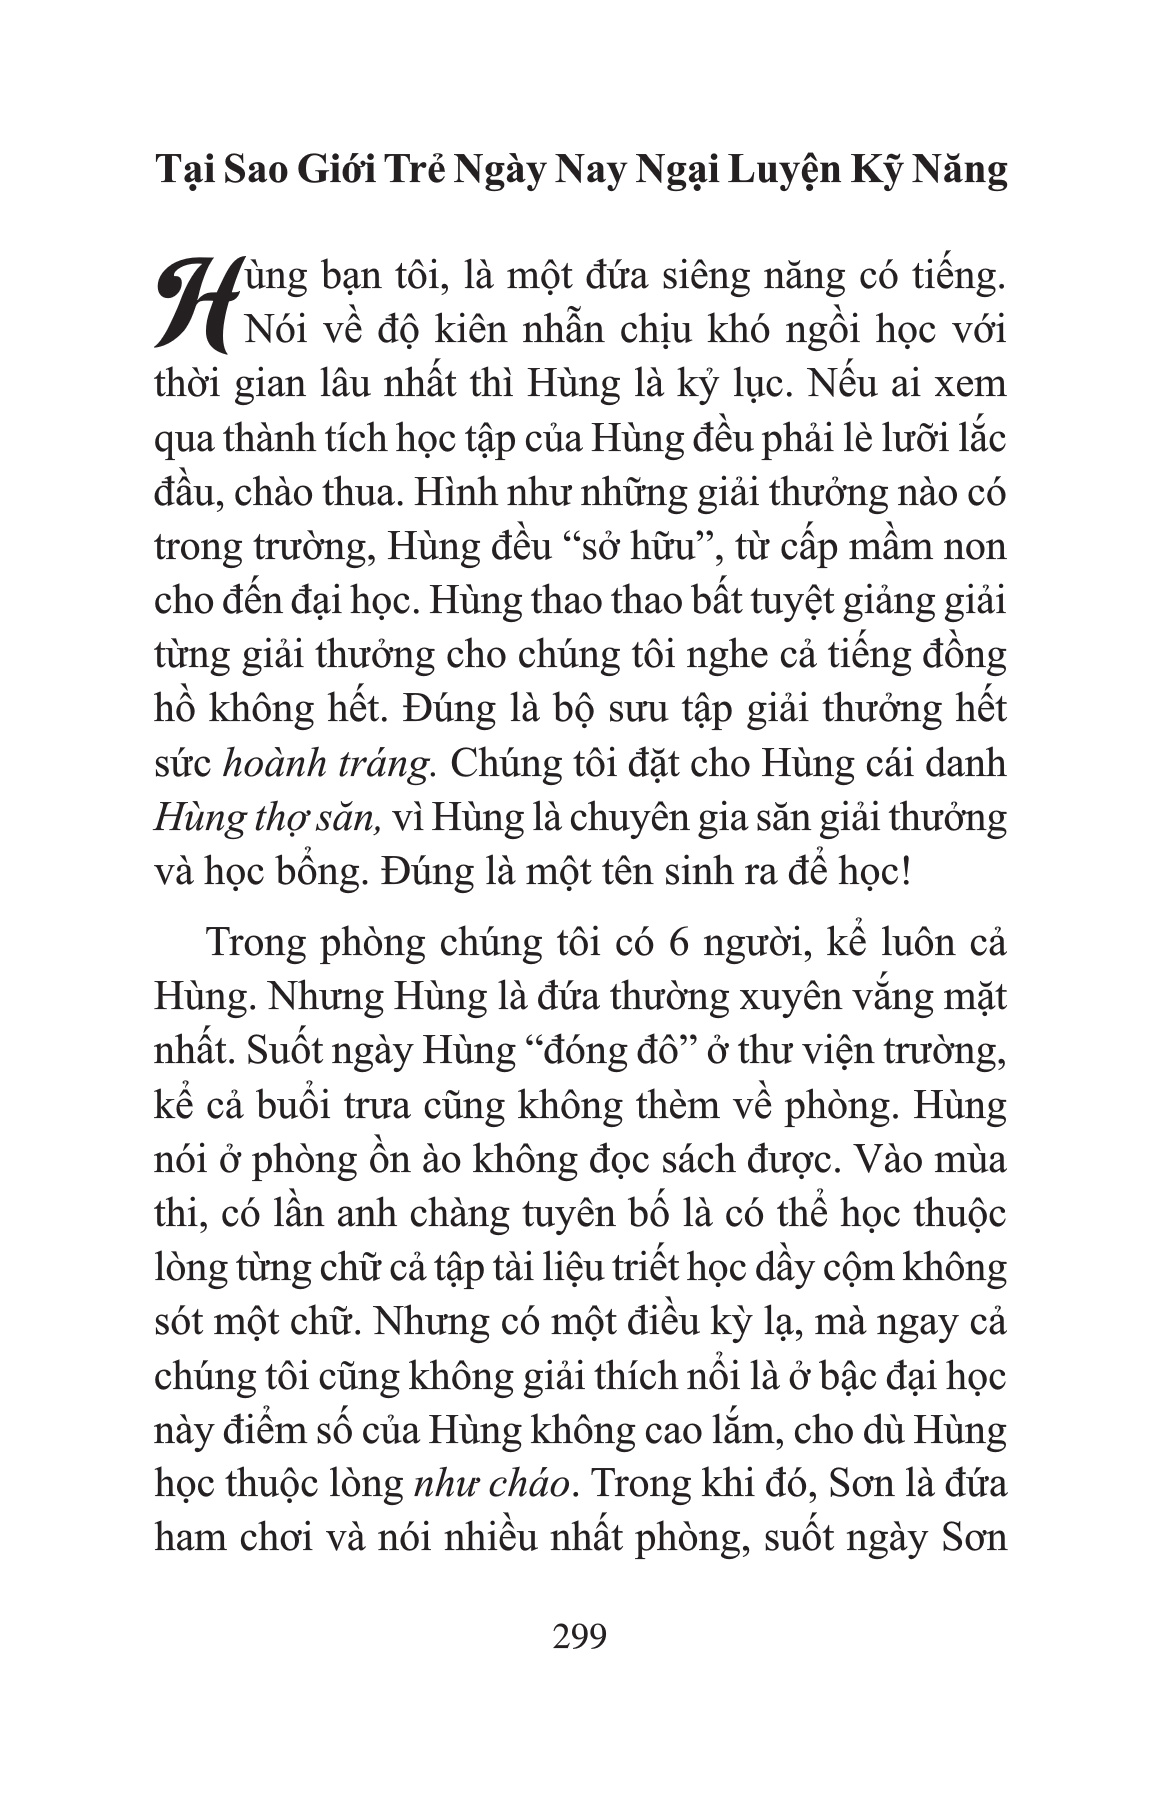 Tại Sao Giới Trẻ Ngày Nay Ngại Luyện Kỹ Năng
Hùng bạn tôi, là một đứa siêng năng có tiếng.
Nói về độ kiên nhẫn chịu khó ngồi học với
thời gian lâu nhất thì Hùng là kỷ lục. Nếu ai xem
qua thành tích học tập của Hùng đều phải lè lưỡi lắc
đầu, chào thua. Hình như những giải thưởng nào có
trong trường, Hùng đều “sở hữu”, từ cấp mầm non
cho đến đại học. Hùng thao thao bất tuyệt giảng giải
từng giải thưởng cho chúng tôi nghe cả tiếng đồng
hồ không hết. Đúng là bộ sưu tập giải thưởng hết
sức hoành tráng. Chúng tôi đặt cho Hùng cái danh
Hùng thợ săn, vì Hùng là chuyên gia săn giải thưởng
và học bổng. Đúng là một tên sinh ra để học!
Trong phòng chúng tôi có 6 người, kể luôn cả
Hùng. Nhưng Hùng là đứa thường xuyên vắng mặt
nhất. Suốt ngày Hùng “đóng đô” ở thư viện trường,
kể cả buổi trưa cũng không thèm về phòng. Hùng
nói ở phòng ồn ào không đọc sách được. Vào mùa
thi, có lần anh chàng tuyên bố là có thể học thuộc
lòng từng chữ cả tập tài liệu triết học dầy cộm không
sót một chữ. Nhưng có một điều kỳ lạ, mà ngay cả
chúng tôi cũng không giải thích nổi là ở bậc đại học
này điểm số của Hùng không cao lắm, cho dù Hùng
học thuộc lòng như cháo. Trong khi đó, Sơn là đứa
ham chơi và nói nhiều nhất phòng, suốt ngày Sơn
299